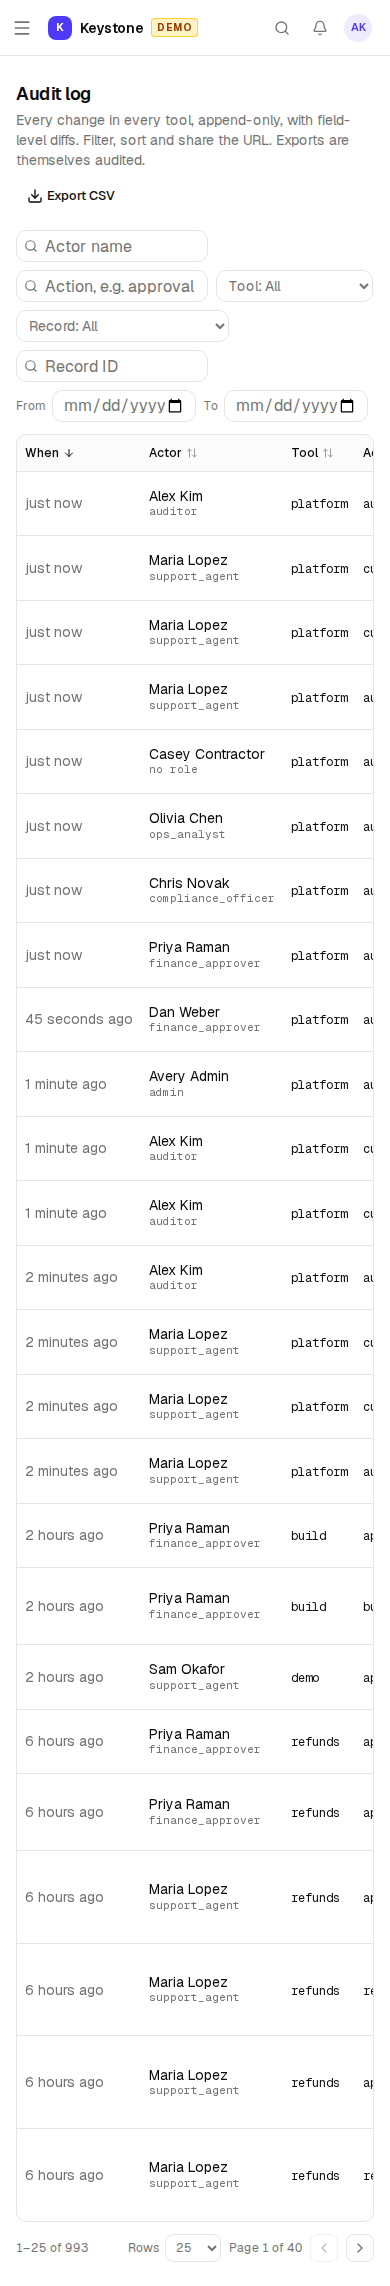 K Keystone DEMO AK
Audit log
Every change in every tool, append-only, with field-
level diffs. Filter, sort and share the URL. Exports are
themselves audited.
Export CSV
Actor name
Action, e.g. approval Tool: All
Record: All
Record ID
From mm/dd/yyyy To mm/dd/yyyy
When Actor Tool
just now Alex Kim platform
auditor
just now Maria Lopez platform
support_agent
just now Maria Lopez platform
support_agent
just now Maria Lopez platform
support_agent
just now Casey Contractor platform
no role
just now Olivia Chen platform
ops_analyst
just now Chris Novak platform
compliance_officer
just now Priya Raman platform
finance_approver
45 seconds ago Dan Weber platform
finance_approver
1 minute ago Avery Admin platform
admin
1 minute ago Alex Kim platform
auditor
1 minute ago Alex Kim platform
auditor
2 minutes ago Alex Kim platform
auditor
2 minutes ago Maria Lopez platform
support_agent
2 minutes ago Maria Lopez platform
support_agent
2 minutes ago Maria Lopez platform
support_agent
2 hours ago Priya Raman build
finance_approver
2 hours ago Priya Raman build
finance_approver
2 hours ago Sam Okafor demo
support_agent
6 hours ago Priya Raman refunds
finance_approver
6 hours ago Priya Raman refunds
finance_approver
6 hours ago Maria Lopez refunds
support_agent
6 hours ago Maria Lopez refunds
support_agent
6 hours ago Maria Lopez refunds
support_agent
6 hours ago Maria Lopez refunds
support_agent
1–25 of 993 Rows 25 Page 1 of 40